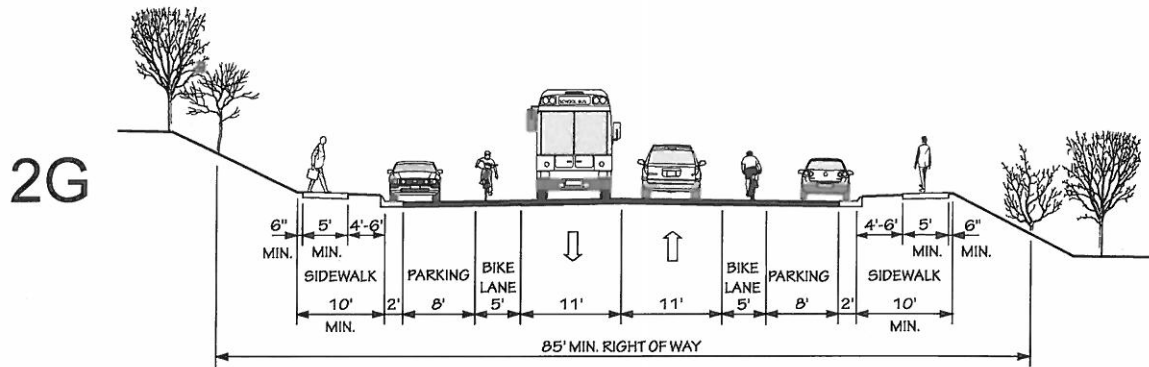 SCHOOL BUS
2G
6" 5' 4'-6' 4'-6' 5' 6"
MIN. MIN. MIN. MIN.
SIDEWALK PARKING BIKE LANE BIKE LANE PARKING SIDEWALK
10' 2' 8' 5' 11' 11' 5' 8' 2' 10'
MIN. MIN.
85' MIN. RIGHT OF WAY